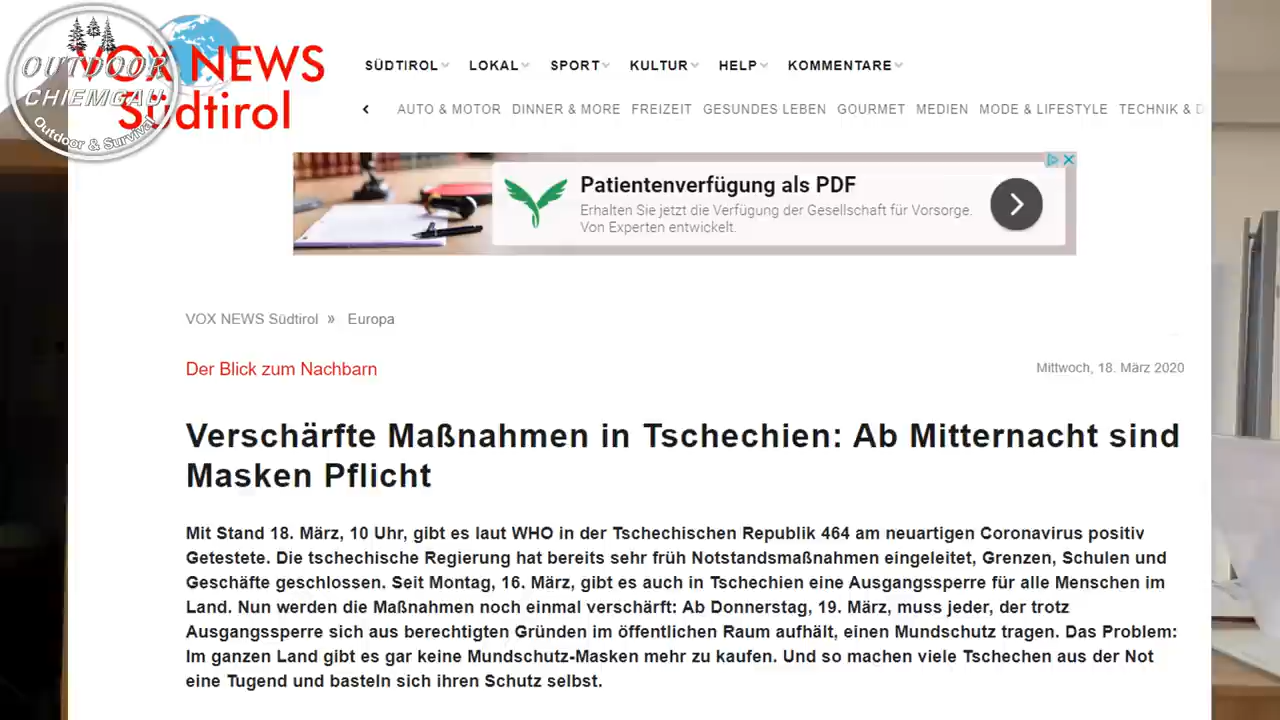 VOX NEWS
Südtirol
OUTDOOR
CHIEMGAU
Outdoor & Survival
SÜDTIROL LOKAL SPORT KULTUR HELP KOMMENTARE
AUTO & MOTOR DINNER & MORE FREIZEIT GESUNDES LEBEN GOURMET MEDIEN MODE & LIFESTYLE TECHNIK & D
Patientenverfügung als PDF
Erhalten Sie jetzt die Verfügung der Gesellschaft für Vorsorge.
Von Experten entwickelt.
VOX NEWS Südtirol » Europa
Der Blick zum Nachbarn
Mittwoch, 18. März 2020
Verschärfte Maßnahmen in Tschechien: Ab Mitternacht sind
Masken Pflicht
Mit Stand 18. März, 10 Uhr, gibt es laut WHO in der Tschechischen Republik 464 am neuartigen Coronavirus positiv
Getestete. Die tschechische Regierung hat bereits sehr früh Notstandsmaßnahmen eingeleitet, Grenzen, Schulen und
Geschäfte geschlossen. Seit Montag, 16. März, gibt es auch in Tschechien eine Ausgangssperre für alle Menschen im
Land. Nun werden die Maßnahmen noch einmal verschärft: Ab Donnerstag, 19. März, muss jeder, der trotz
Ausgangssperre sich aus berechtigten Gründen im öffentlichen Raum aufhält, einen Mundschutz tragen. Das Problem:
Im ganzen Land gibt es gar keine Mundschutz-Masken mehr zu kaufen. Und so machen viele Tschechen aus der Not
eine Tugend und basteln sich ihren Schutz selbst.